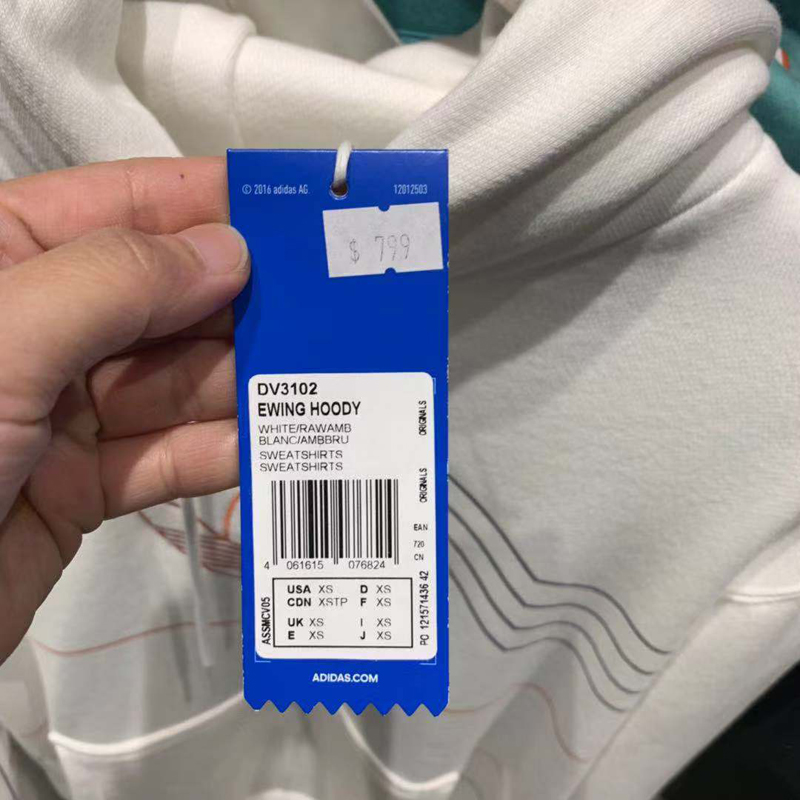 © 2016 adidas AG 12012503
$ 799
DV3102
EWING HOODY
WHITE/RAWAMB
BLANC/AMBBRU
SWEATSHIRTS
SWEATSHIRTS
ORIGINALS
ORIGINALS
EAN
720
CN
4 061615 076824
USA XS D XS
CDN XSTP F XS
UK XS I XS
E XS J XS
ASSMCV05
PO 121571436 42
ADIDAS.COM